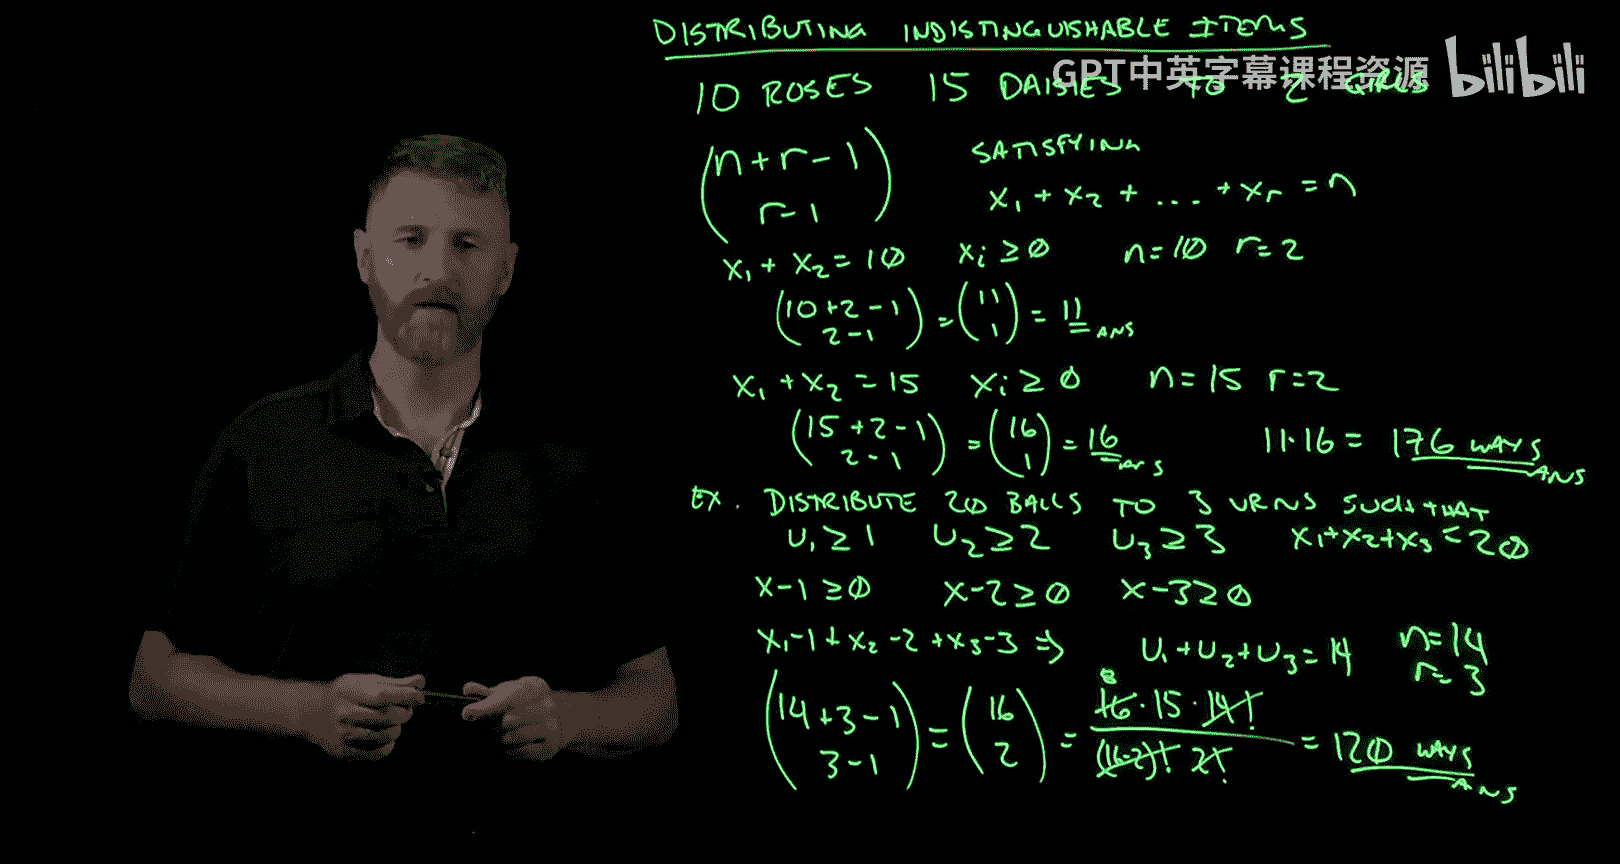 DISTRIBUTING INDISTINGUISHABLE ITEMS
GPT中英字幕课程资源 bilibili
10 ROSES 15 DAISIES TO 2 GIRLS
(n+r-1
r-1) SATISFYING
x₁ + x₂ + ... + xᵣ = n
x₁ + x₂ = 10 xᵢ ≥ 0 n=10 r=2
(10+2-1
2-1) = (11
1) = 11 ANS
x₁ + x₂ = 15 xᵢ ≥ 0 n=15 r=2
(15+2-1
2-1) = (16
1) = 16 ANS 11·16 = 176 WAYS ANS
EX. DISTRIBUTE 20 BALLS TO 3 URNS SUCH THAT
U₁ ≥ 1 U₂ ≥ 2 U₃ ≥ 3 x₁+x₂+x₃ = 20
x-1 ≥ 0 x-2 ≥ 0 x-3 ≥ 0
x₁-1+x₂-2+x₃-3 ⇒ U₁+U₂+U₃=14 n=14
r=3
(14+3-1
3-1) = (16
2) = 8 16·15·14! / (16-2)! 2! = 120 WAYS ANS